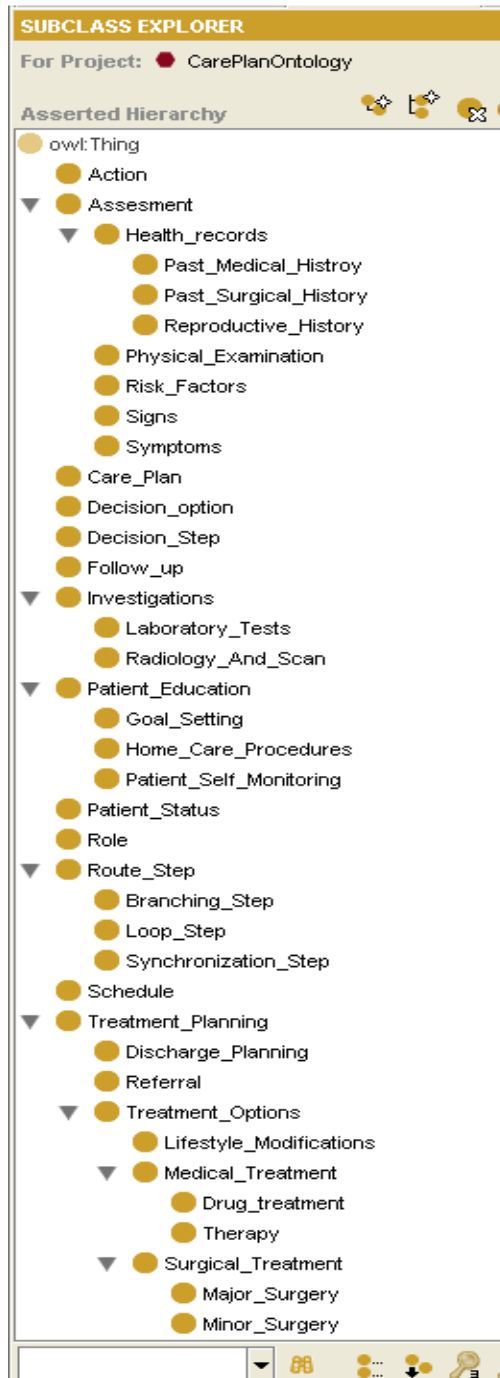 SUBCLASS EXPLORER
For Project: CarePlanOntology
Asserted Hierarchy
owl:Thing
Action
Assesment
Health_records
Past_Medical_Histroy
Past_Surgical_History
Reproductive_History
Physical_Examination
Risk_Factors
Signs
Symptoms
Care_Plan
Decision_option
Decision_Step
Follow_up
Investigations
Laboratory_Tests
Radiology_And_Scan
Patient_Education
Goal_Setting
Home_Care_Procedures
Patient_Self_Monitoring
Patient_Status
Role
Route_Step
Branching_Step
Loop_Step
Synchronization_Step
Schedule
Treatment_Planning
Discharge_Planning
Referral
Treatment_Options
Lifestyle_Modifications
Medical_Treatment
Drug_treatment
Therapy
Surgical_Treatment
Major_Surgery
Minor_Surgery